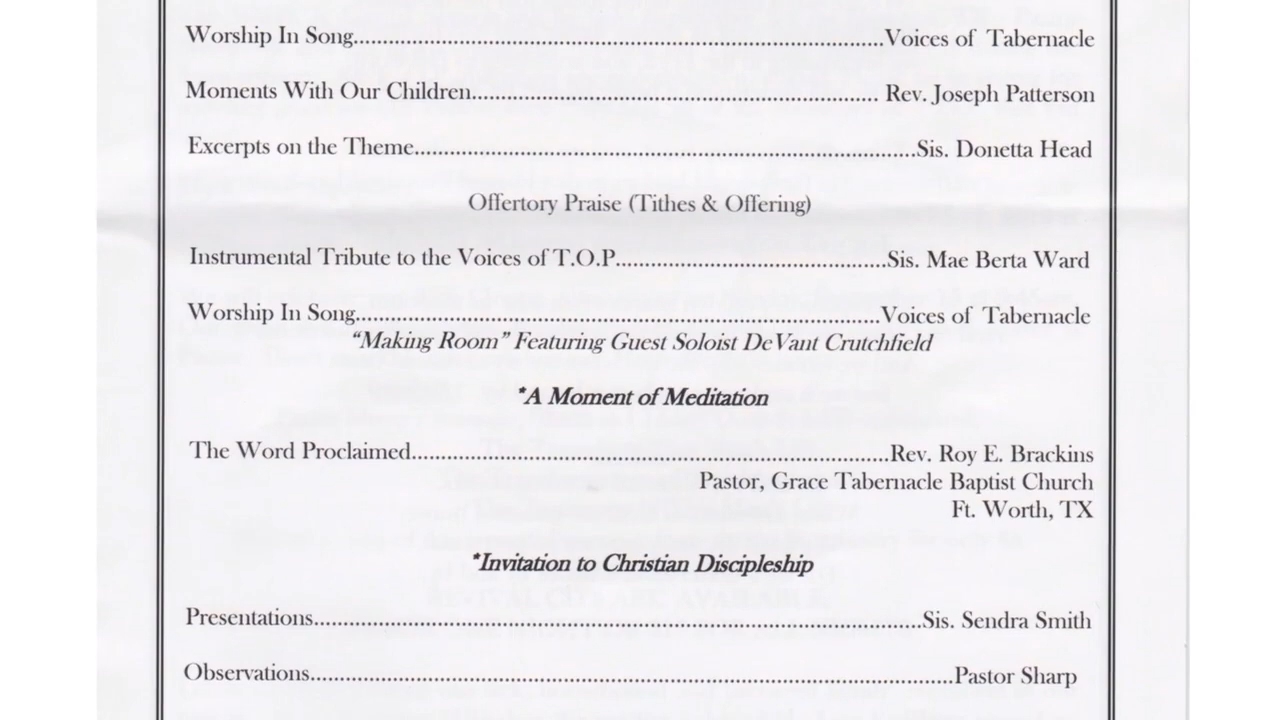 Worship In Song........................................................................................Voices of Tabernacle
Moments With Our Children.................................................................... Rev. Joseph Patterson
Excerpts on the Theme....................................................................................Sis. Donetta Head
Offertory Praise (Tithes & Offering)
Instrumental Tribute to the Voices of T.O.P.............................................Sis. Mae Berta Ward
Worship In Song.......................................................................................Voices of Tabernacle
“Making Room” Featuring Guest Soloist DeVant Crutchfield
*A Moment of Meditation
The Word Proclaimed................................................................................Rev. Roy E. Brackins
Pastor, Grace Tabernacle Baptist Church
Ft. Worth, TX
*Invitation to Christian Discipleship
Presentations.....................................................................................................Sis. Sendra Smith
Observations...........................................................................................................Pastor Sharp